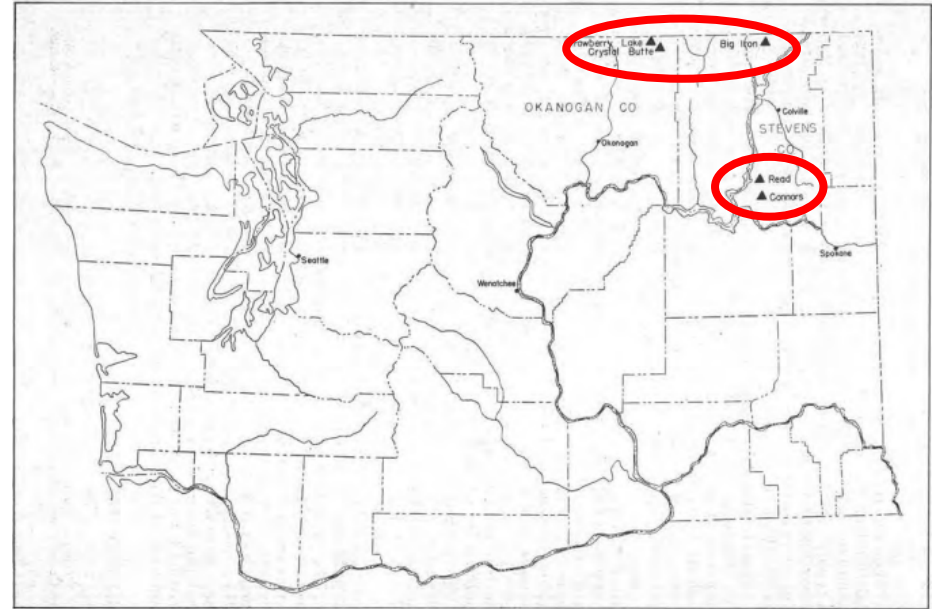 rawberry Lake
Crystal Butte
Big Iron
OKANOGAN CO
Colville
STEVENS
CO
Okanogan
Read
Connors
Seattle
Spokane
Wenatchee